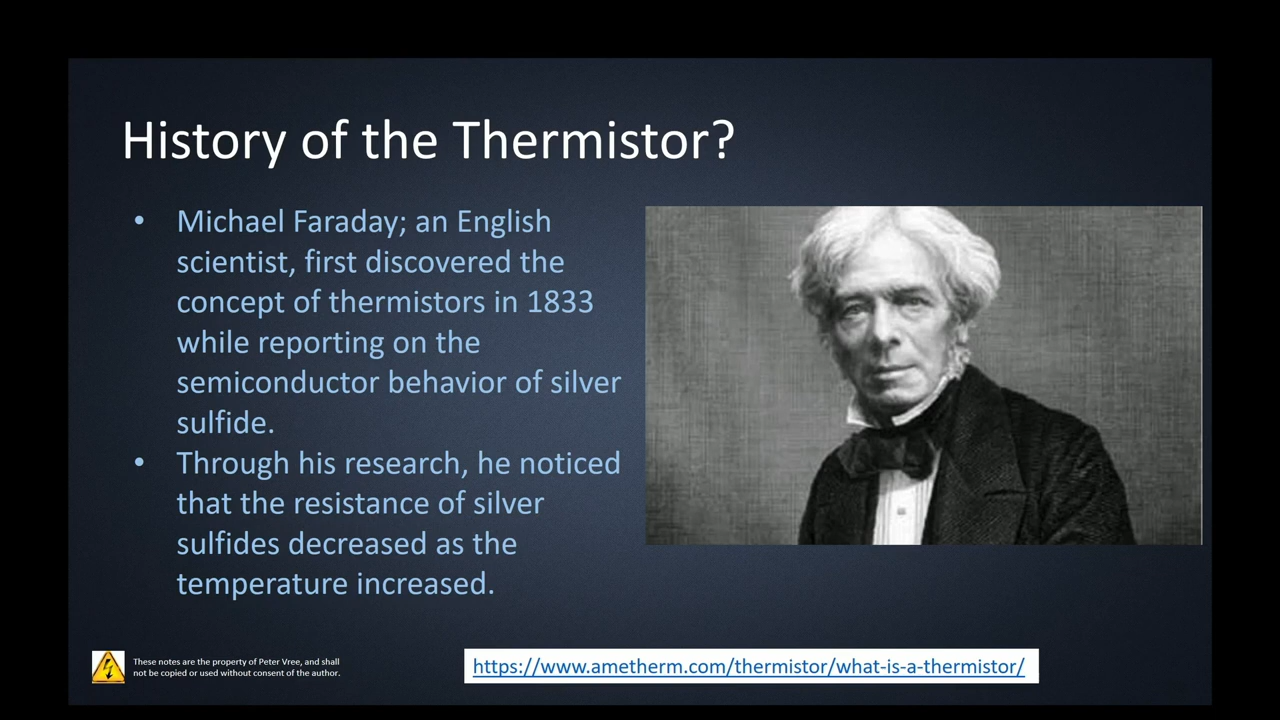 History of the Thermistor?
• Michael Faraday; an English
scientist, first discovered the
concept of thermistors in 1833
while reporting on the
semiconductor behavior of silver
sulfide.
• Through his research, he noticed
that the resistance of silver
sulfides decreased as the
temperature increased.
These notes are the property of Peter Vree, and shall
not be copied or used without consent of the author.
https://www.ametherm.com/thermistor/what-is-a-thermistor/